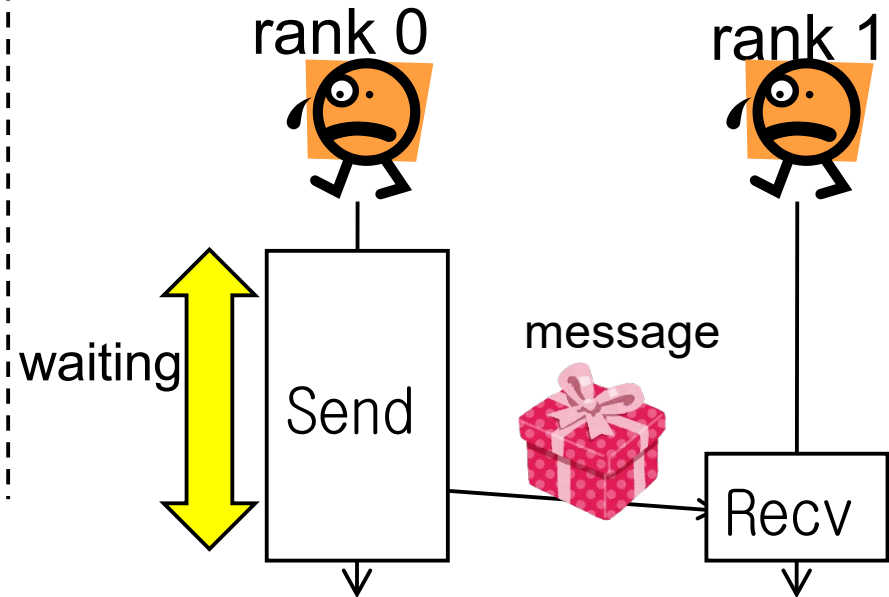 rank 0
rank 1
message
waiting
Send
Recv